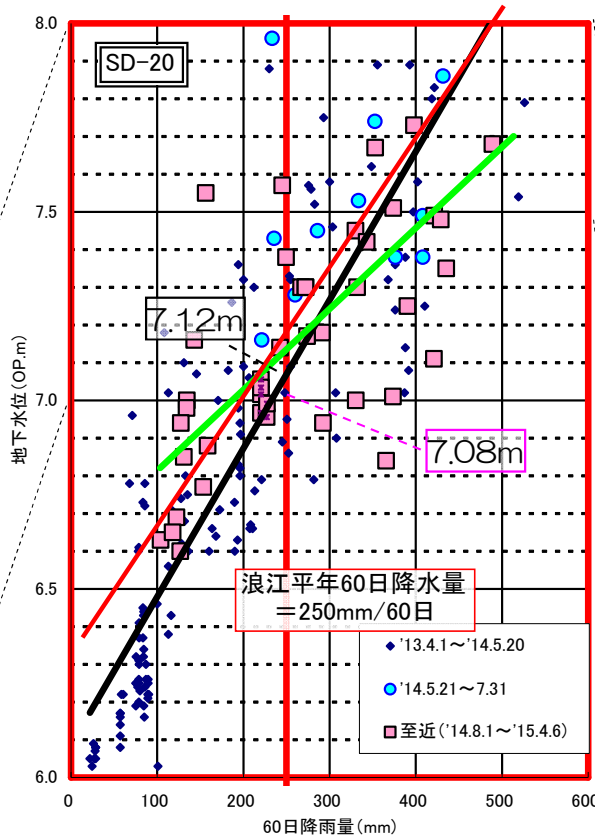 SD-20
8.0
7.5
7.0
6.5
6.0
地下水位(OP.m)
7.12m
7.08m
浪江平年60日降水量
=250mm/60日
'13.4.1~'14.5.20
'14.5.21~7.31
至近('14.8.1~'15.4.6)
0 100 200 300 400 500 600
60日降雨量(mm)